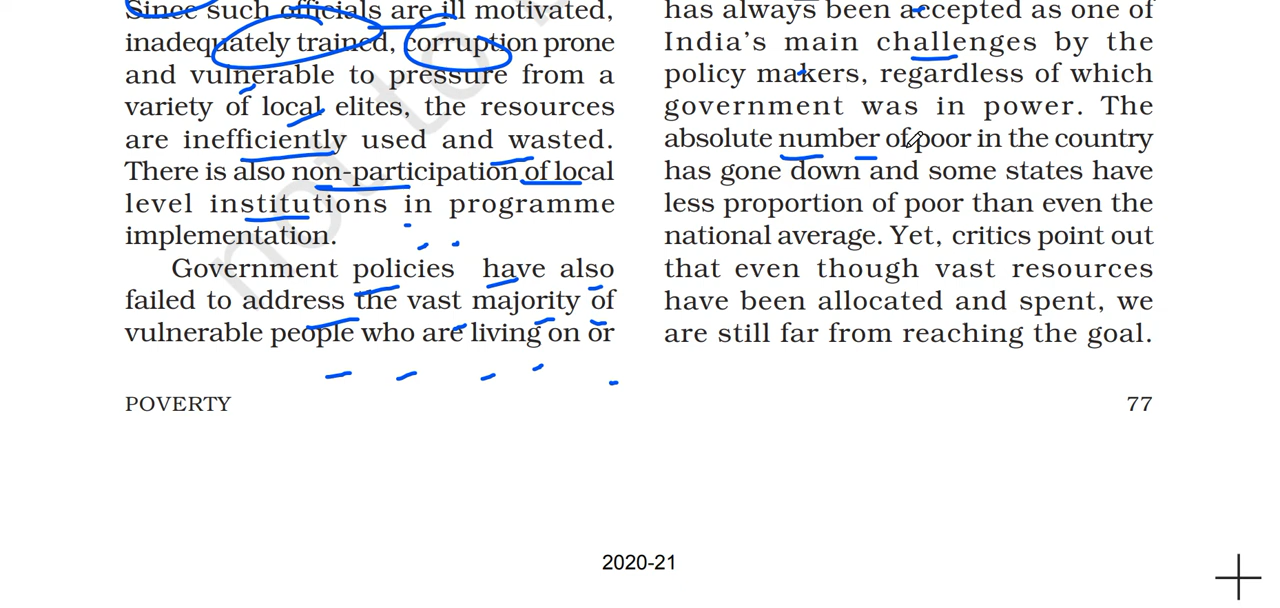 Since such officials are ill motivated,
inadequately trained, corruption prone
and vulnerable to pressure from a
variety of local elites, the resources
are inefficiently used and wasted.
There is also non-participation of local
level institutions in programme
implementation.
Government policies have also
failed to address the vast majority of
vulnerable people who are living on or
has always been accepted as one of
India's main challenges by the
policy makers, regardless of which
government was in power. The
absolute number of poor in the country
has gone down and some states have
less proportion of poor than even the
national average. Yet, critics point out
that even though vast resources
have been allocated and spent, we
are still far from reaching the goal.
POVERTY
77
2020-21
not to